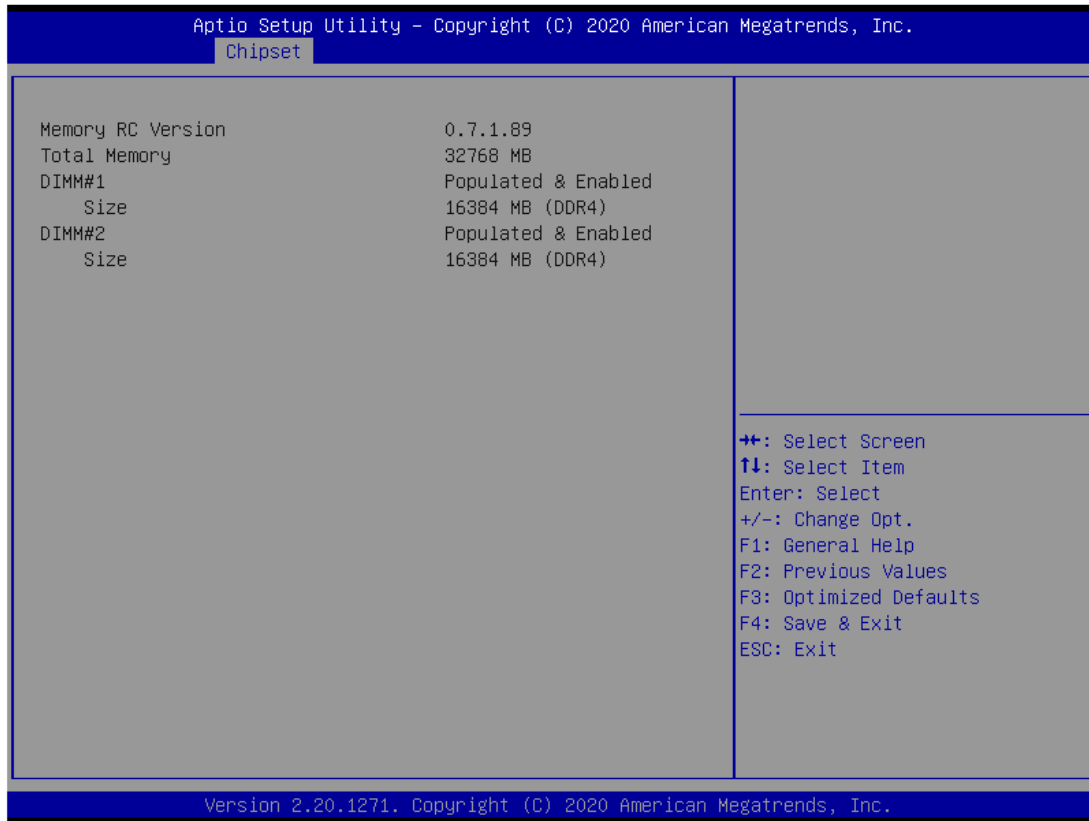 Aptio Setup Utility – Copyright (C) 2020 American Megatrends, Inc.
Chipset
Memory RC Version 0.7.1.89
Total Memory 32768 MB
DIMM#1 Populated & Enabled
Size 16384 MB (DDR4)
DIMM#2 Populated & Enabled
Size 16384 MB (DDR4)
→←: Select Screen
↑↓: Select Item
Enter: Select
+/-: Change Opt.
F1: General Help
F2: Previous Values
F3: Optimized Defaults
F4: Save & Exit
ESC: Exit
Version 2.20.1271. Copyright (C) 2020 American Megatrends, Inc.